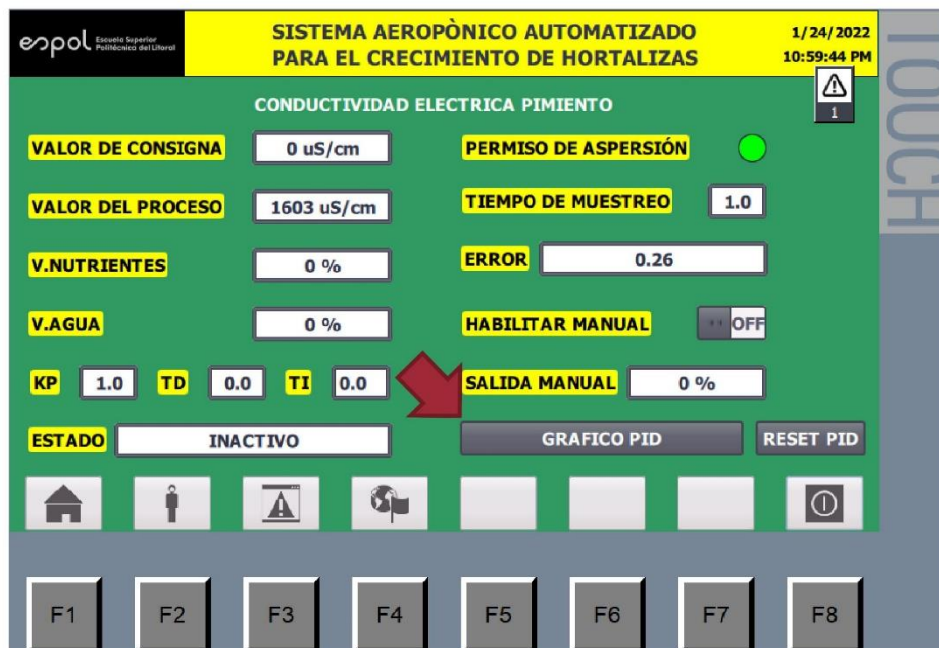 espol Escuela Superior
Politécnica del Litoral
SISTEMA AEROPÒNICO AUTOMATIZADO
PARA EL CRECIMIENTO DE HORTALIZAS
1/24/2022
10:59:44 PM
1
CONDUCTIVIDAD ELECTRICA PIMIENTO
VALOR DE CONSIGNA 0 uS/cm PERMISO DE ASPERSIÓN
VALOR DEL PROCESO 1603 uS/cm TIEMPO DE MUESTREO 1.0
V.NUTRIENTES 0 % ERROR 0.26
V.AGUA 0 % HABILITAR MANUAL OFF
KP 1.0 TD 0.0 TI 0.0 SALIDA MANUAL 0 %
ESTADO INACTIVO GRAFICO PID RESET PID
F1 F2 F3 F4 F5 F6 F7 F8
TOUCH